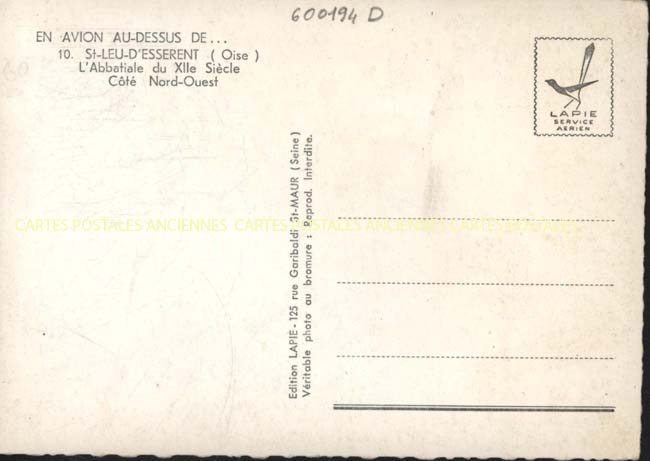 600194 D
EN AVION AU-DESSUS DE...
10. St-LEU-D'ESSERENT ( Oise )
L'Abbatiale du XIIe Siècle
Côté Nord-Ouest
LAPIE
SERVICE
AERIEN
Edition LAPIE - 125 rue Garibaldi St-MAUR (Seine)
Véritable photo au bromure : Reprod. Interdite.
CARTES POSTALES ANCIENNES CARTES POSTALES ANCIENNES CARTES POSTALES ANCIENNES